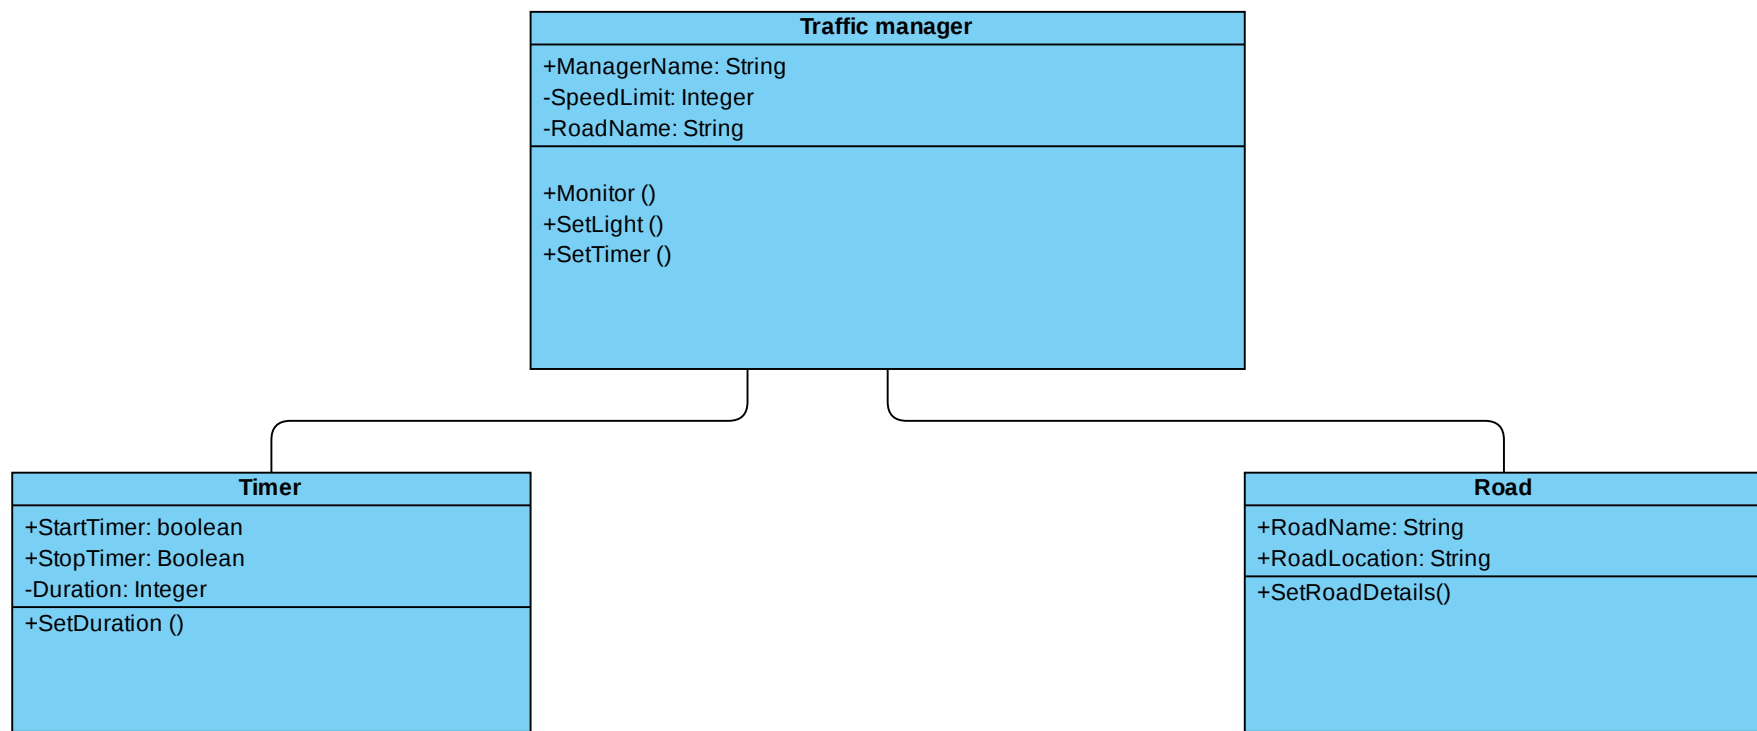 Traffic manager
+ManagerName: String
-SpeedLimit: Integer
-RoadName: String
+Monitor ()
+SetLight ()
+SetTimer ()
Timer
+StartTimer: boolean
+StopTimer: Boolean
-Duration: Integer
+SetDuration ()
Road
+RoadName: String
+RoadLocation: String
+SetRoadDetails()